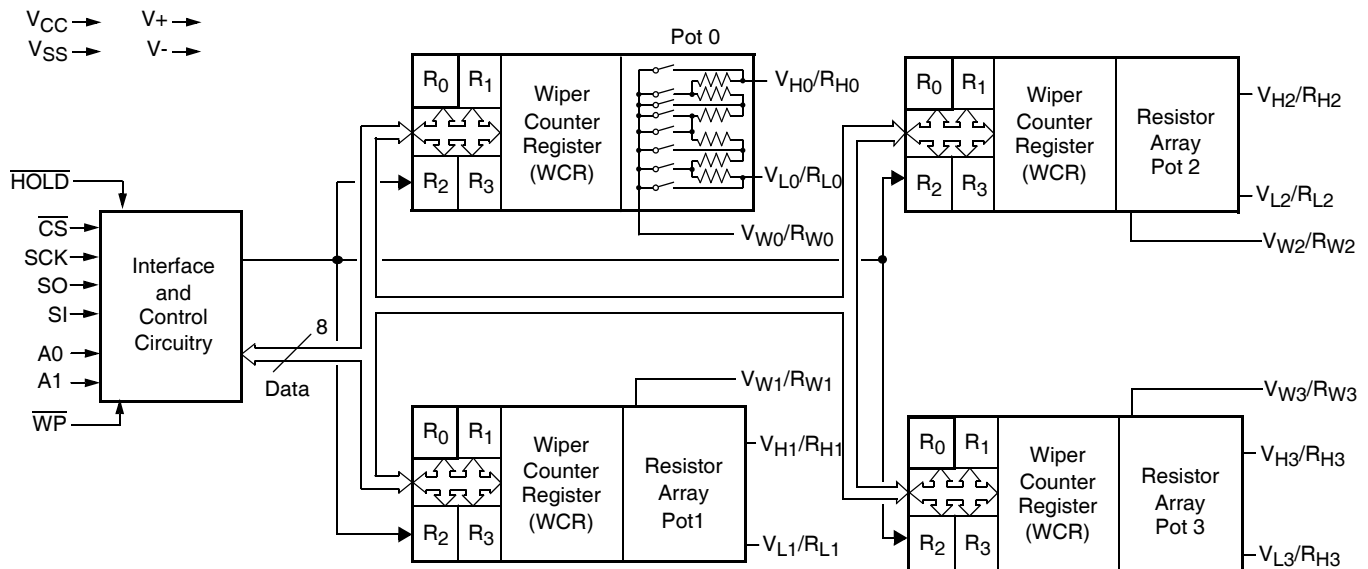 VCC V+
VSS V-
HOLD
CS
SCK
SO
SI
A0
A1
WP
Interface
and
Control
Circuitry
8
Data
Pot 0
R0 R1
R2 R3
Wiper
Counter
Register
(WCR)
VH0/RH0
VL0/RL0
VW0/RW0
R0 R1
R2 R3
Wiper
Counter
Register
(WCR)
Resistor
Array
Pot 2
VH2/RH2
VL2/RL2
VW2/RW2
VW1/RW1
R0 R1
R2 R3
Wiper
Counter
Register
(WCR)
Resistor
Array
Pot1
VH1/RH1
VL1/RL1
VW3/RW3
R0 R1
R2 R3
Wiper
Counter
Register
(WCR)
Resistor
Array
Pot 3
VH3/RH3
VL3/RH3